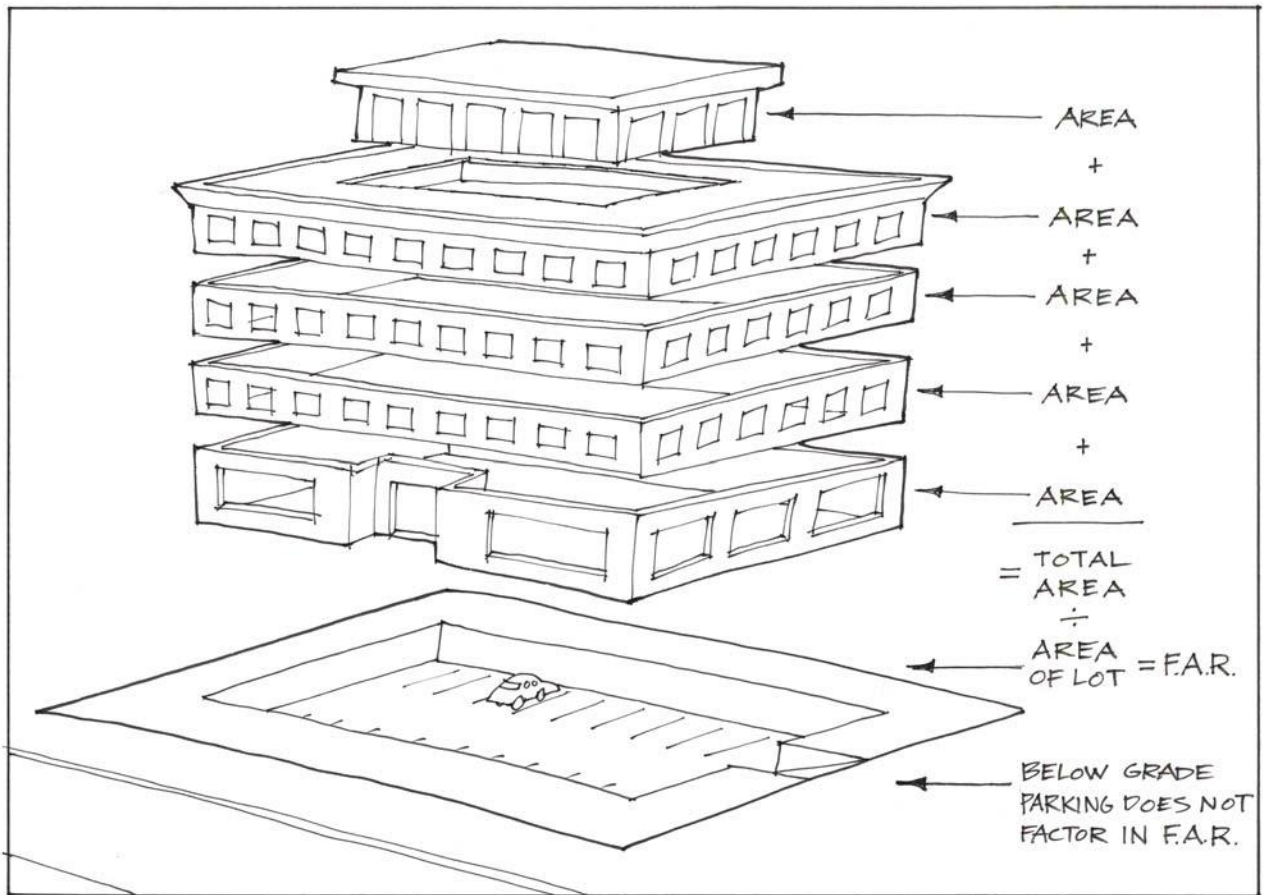 AREA
+
AREA
+
AREA
+
AREA
+
AREA
= TOTAL
AREA
÷
AREA
OF LOT = F.A.R.
BELOW GRADE
PARKING DOES NOT
FACTOR IN F.A.R.